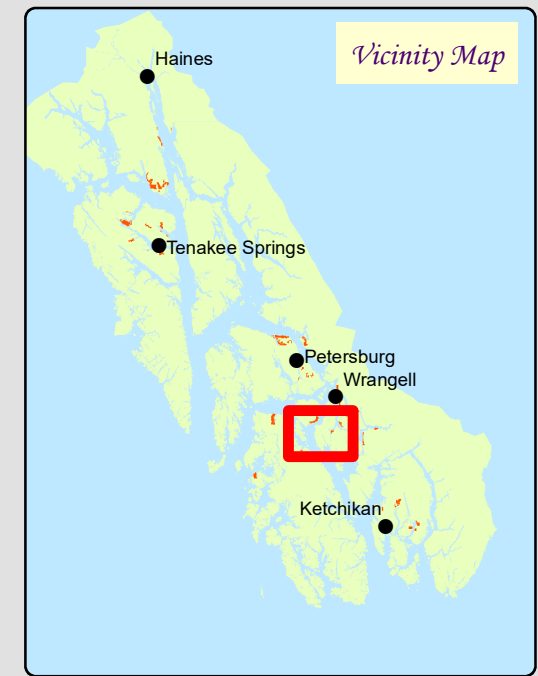 Vicinity Map
Haines
Tenakee Springs
Petersburg
Wrangell
Ketchikan